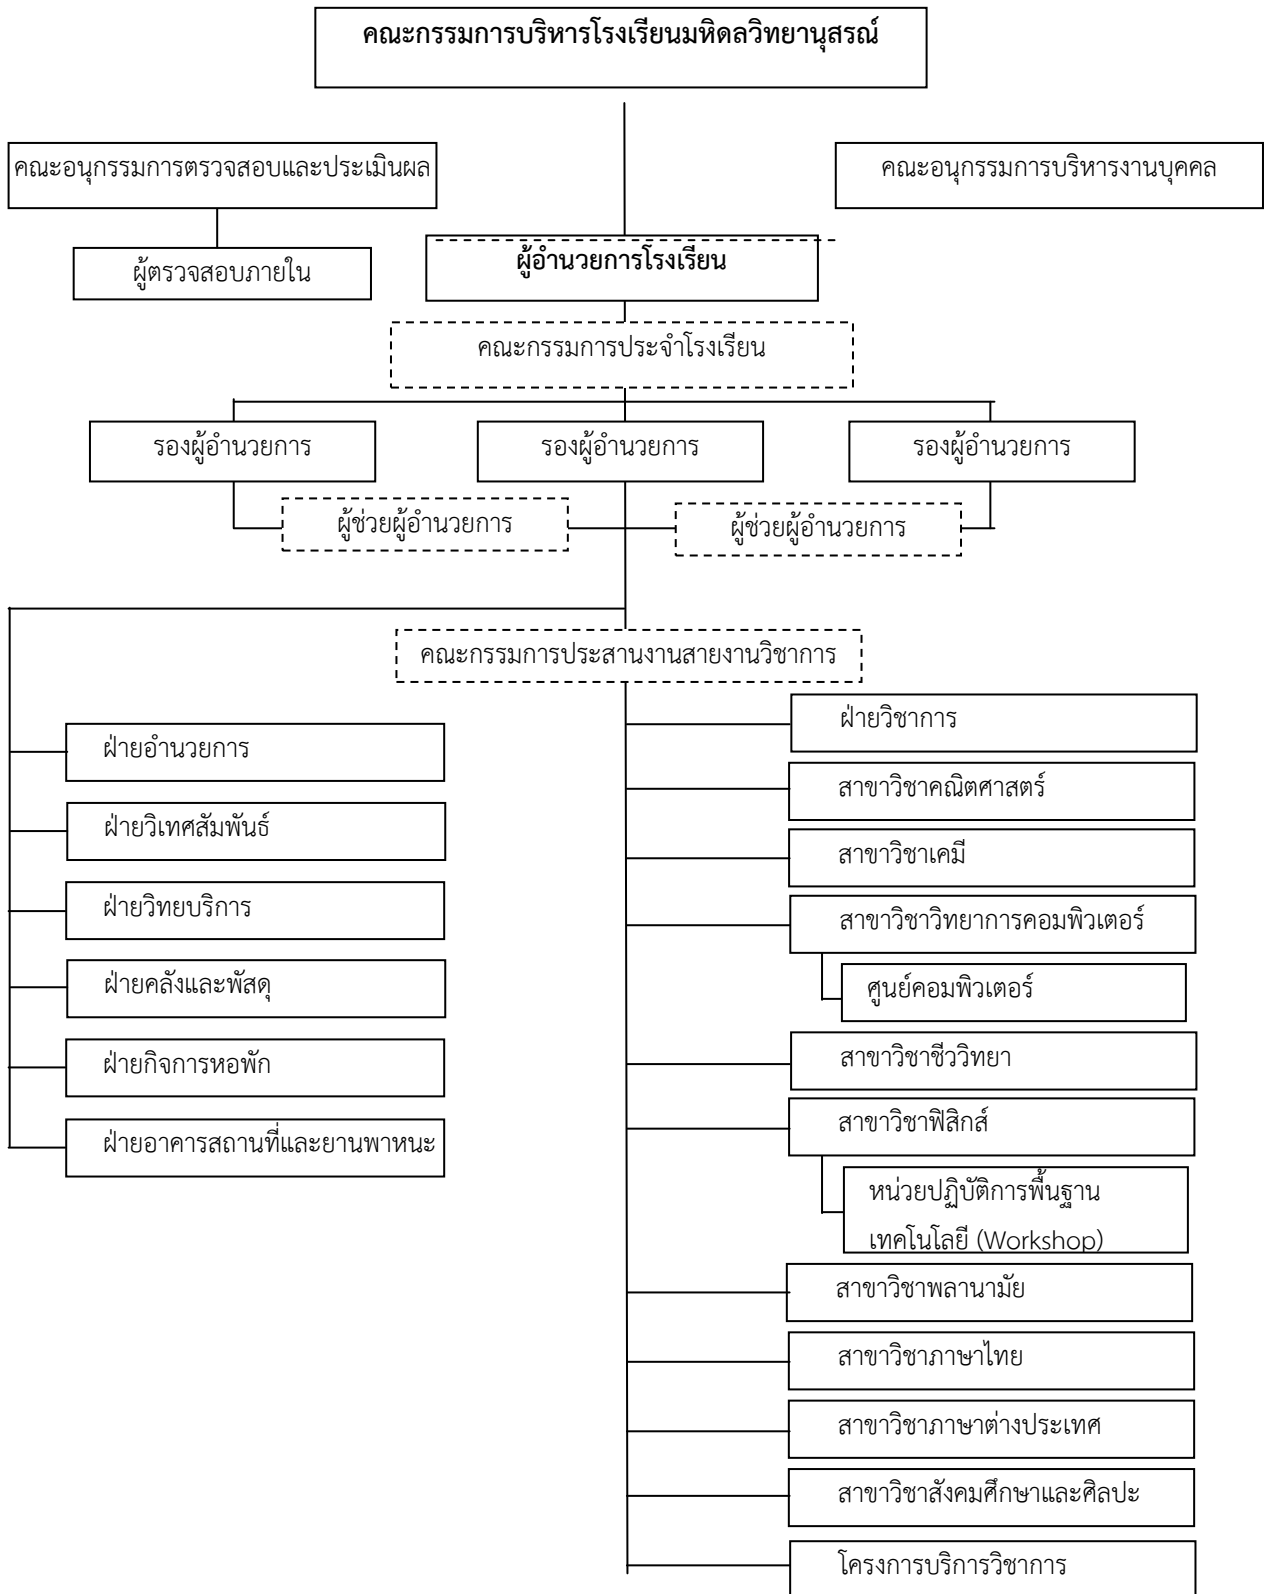 คณะกรรมการบริหารโรงเรียนมหิดลวิทยานุสรณ์
คณะอนุกรรมการตรวจสอบและประเมินผล
คณะอนุกรรมการบริหารงานบุคคล
ผู้ตรวจสอบภายใน
ผู้อำนวยการโรงเรียน
คณะกรรมการประจำโรงเรียน
รองผู้อำนวยการ
รองผู้อำนวยการ
รองผู้อำนวยการ
ผู้ช่วยผู้อำนวยการ
ผู้ช่วยผู้อำนวยการ
คณะกรรมการประสานงานสายงานวิชาการ
ฝ่ายอำนวยการ
ฝ่ายวิเทศสัมพันธ์
ฝ่ายวิทยบริการ
ฝ่ายคลังและพัสดุ
ฝ่ายกิจการหอพัก
ฝ่ายอาคารสถานที่และยานพาหนะ
ฝ่ายวิชาการ
สาขาวิชาคณิตศาสตร์
สาขาวิชาเคมี
สาขาวิชาวิทยาการคอมพิวเตอร์
ศูนย์คอมพิวเตอร์
สาขาวิชาชีววิทยา
สาขาวิชาฟิสิกส์
หน่วยปฏิบัติการพื้นฐาน
เทคโนโลยี (Workshop)
สาขาวิชาพลานามัย
สาขาวิชาภาษาไทย
สาขาวิชาภาษาต่างประเทศ
สาขาวิชาสังคมศึกษาและศิลปะ
โครงการบริการวิชาการ